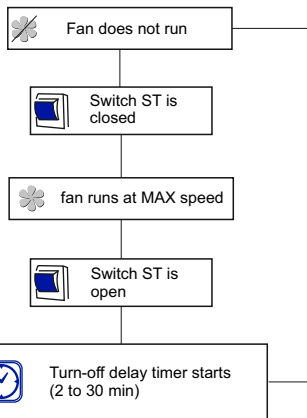 Fan does not run
Switch ST is
closed
fan runs at MAX speed
Switch ST is
open
Turn-off delay timer starts
(2 to 30 min)